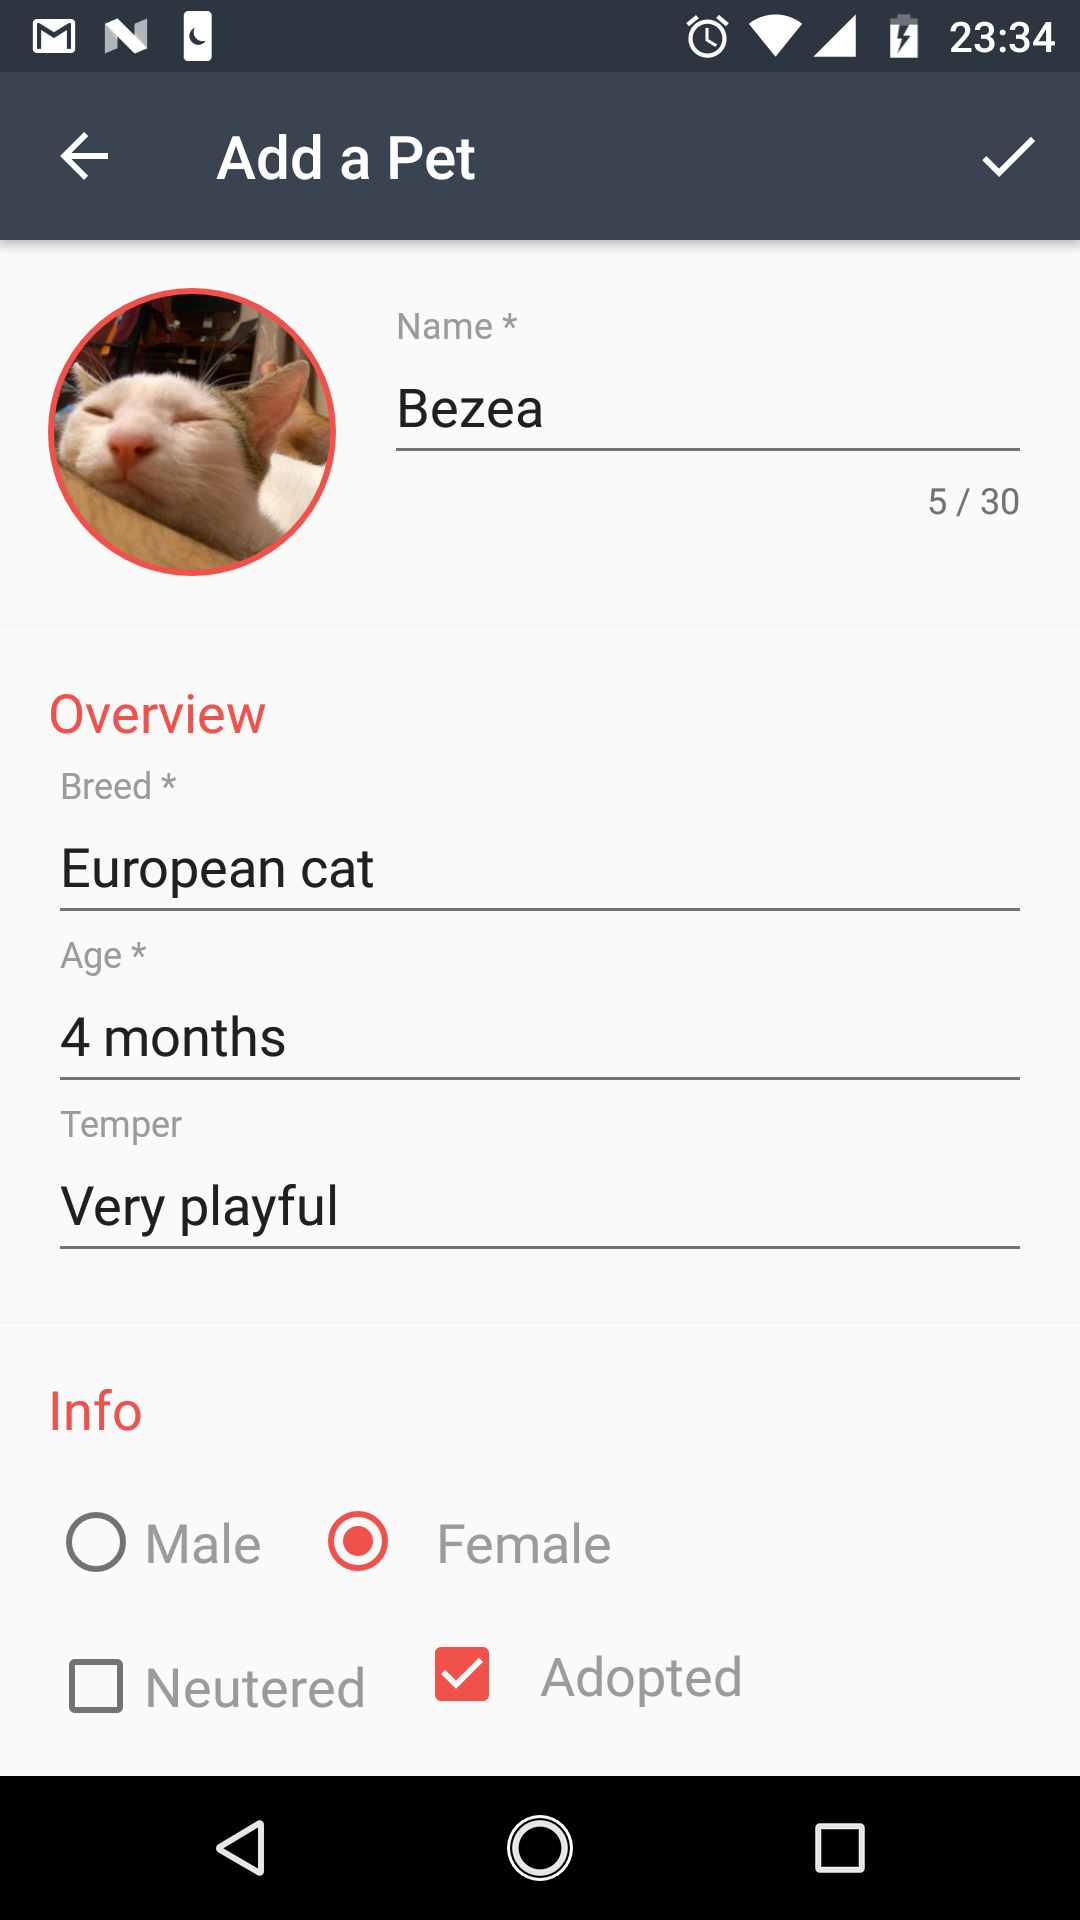 23:34
Add a Pet
Name *
Bezea
5 / 30
Overview
Breed *
European cat
Age *
4 months
Temper
Very playful
Info
Male Female
Neutered Adopted